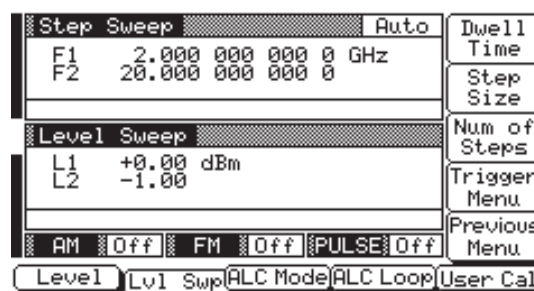 Step Sweep Auto
F1 2.000 000 000 0 GHz
F2 20.000 000 000 0
Level Sweep
L1 +0.00 dBm
L2 -1.00
AM Off FM Off PULSE Off
Dwell
Time
Step
Size
Num of
Steps
Trigger
Menu
Previous
Menu
Level Lvl Swp ALC Mode ALC Loop User Cal